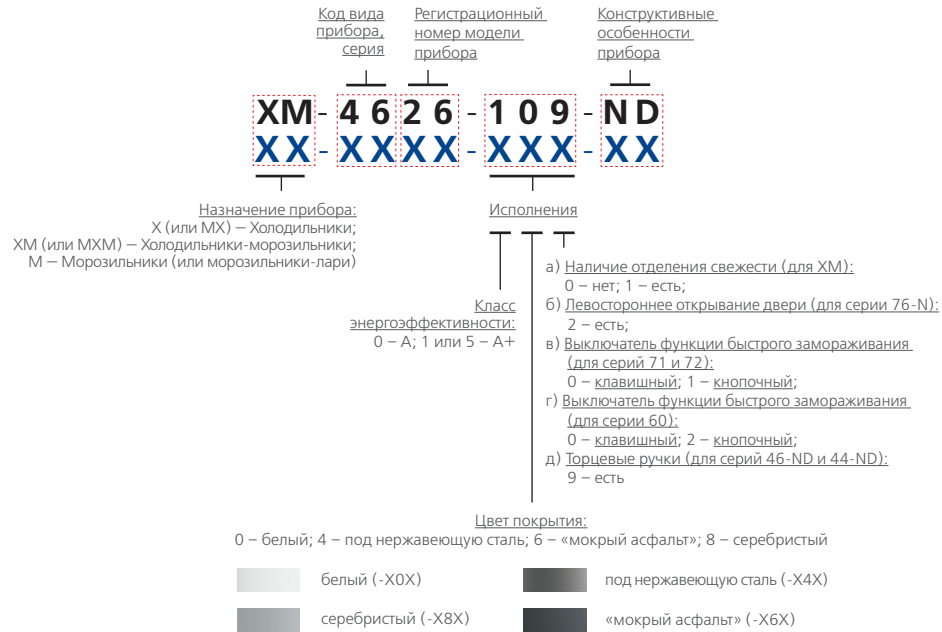 Код вида
прибора,
серия
Регистрационный
номер модели
прибора
Конструктивные
особенности
прибора
ХМ - 4 6 2 6 - 1 0 9 - N D
X X - X X X X - X X X - X X
Назначение прибора:
Х (или МХ) – Холодильники;
ХМ (или МХМ) – Холодильники-морозильники;
М – Морозильники (или морозильники-лари)
Исполнения
Класс
энергоэффективности:
0 – А; 1 или 5 – А+
а) Наличие отделения свежести (для ХМ):
0 – нет; 1 – есть;
б) Левостороннее открывание двери (для серии 76-N):
2 – есть;
в) Выключатель функции быстрого замораживания
(для серий 71 и 72):
0 – клавишный; 1 – кнопочный;
г) Выключатель функции быстрого замораживания
(для серии 60):
0 – клавишный; 2 – кнопочный;
д) Торцевые ручки (для серий 46-ND и 44-ND):
9 – есть
Цвет покрытия:
0 – белый; 4 – под нержавеющую сталь; 6 – «мокрый асфальт»; 8 – серебристый
белый (-X0X)
под нержавеющую сталь (-X4X)
серебристый (-X8X)
«мокрый асфальт» (-X6X)